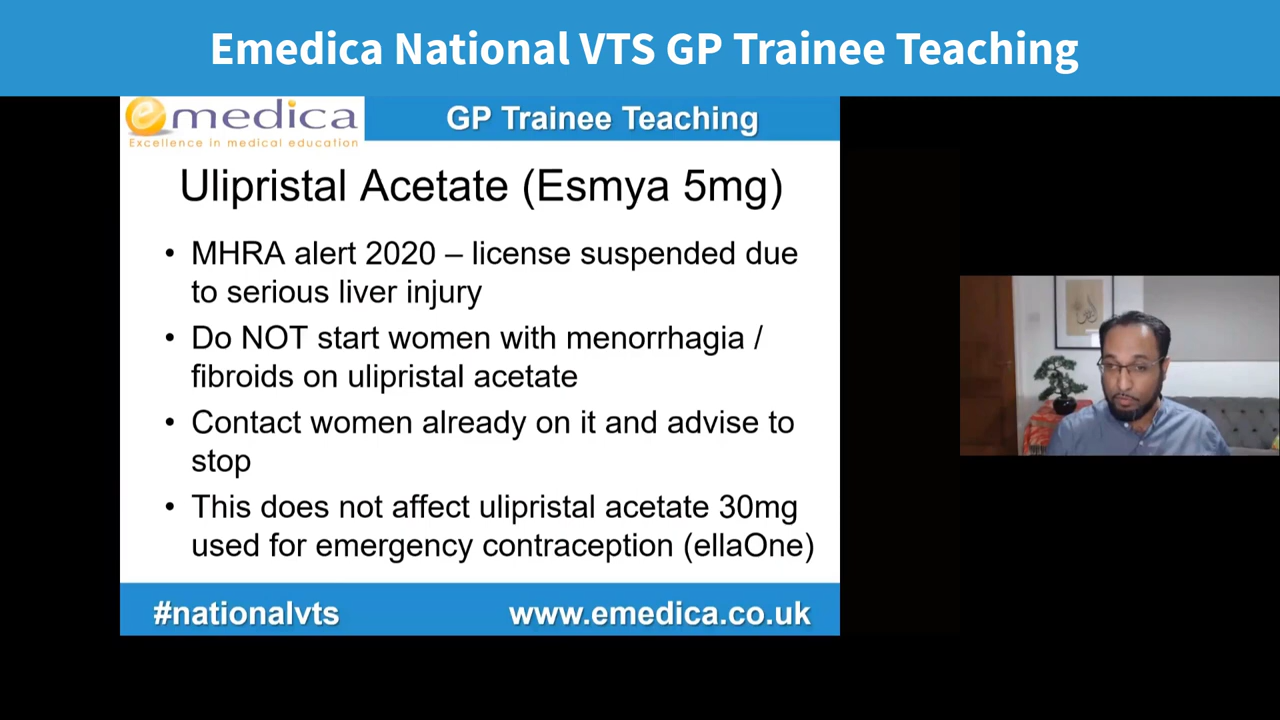 Emedica National VTS GP Trainee Teaching
emedica
Excellence in medical education
GP Trainee Teaching
Ulipristal Acetate (Esmya 5mg)
• MHRA alert 2020 – license suspended due
to serious liver injury
• Do NOT start women with menorrhagia /
fibroids on ulipristal acetate
• Contact women already on it and advise to
stop
• This does not affect ulipristal acetate 30mg
used for emergency contraception (ellaOne)
#nationalvts
www.emedica.co.uk